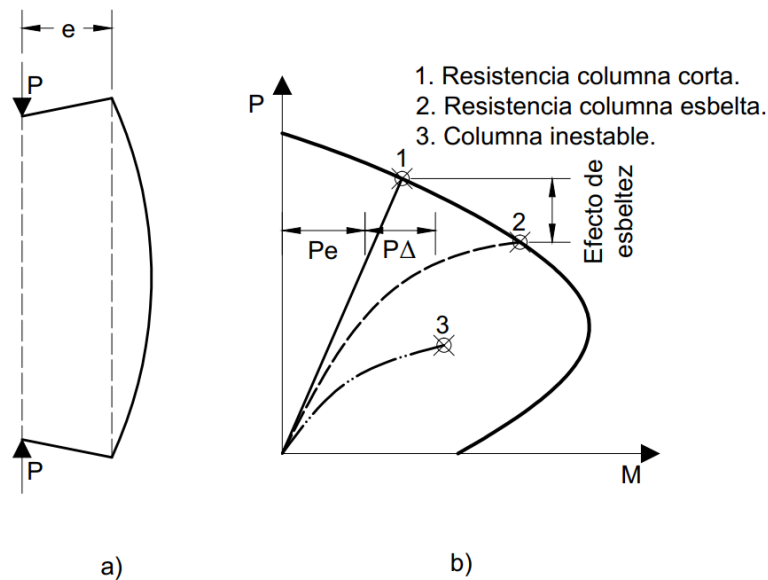 e
P
P
a)
P
1. Resistencia columna corta.
2. Resistencia columna esbelta.
3. Columna inestable.
1
2
3
Pe
PΔ
Efecto de
esbeltez
M
b)